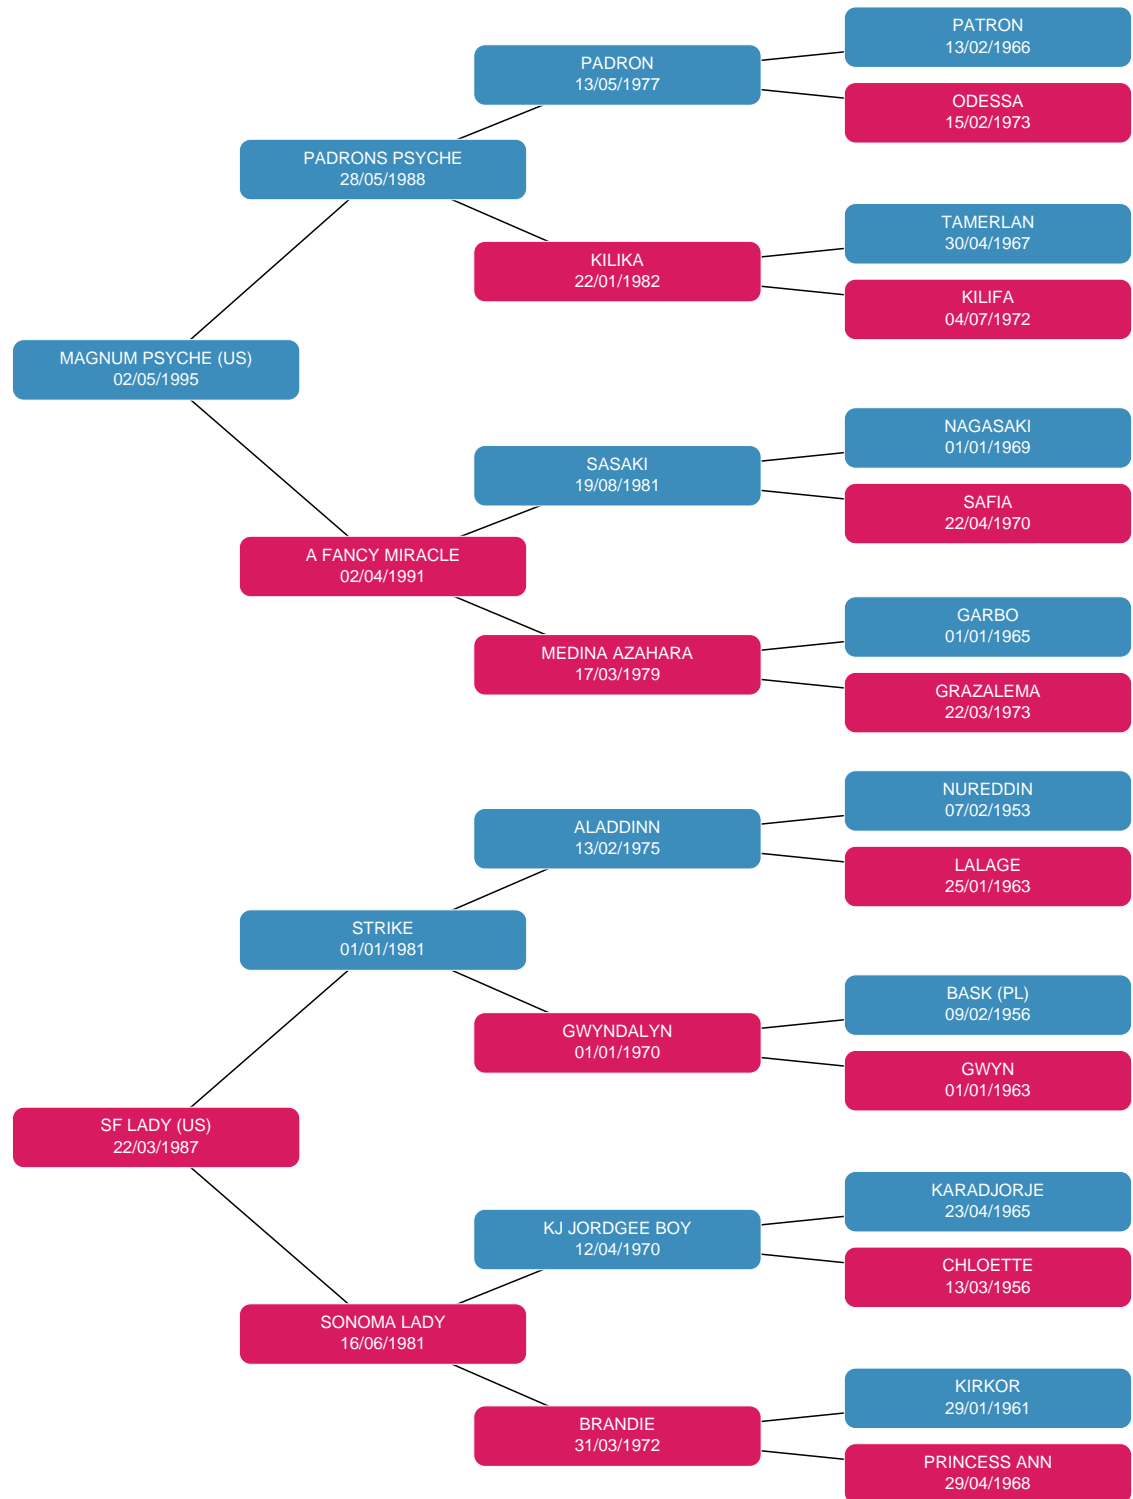 PATRON
13/02/1966
PADRON
13/05/1977
ODESSA
15/02/1973
PADRONS PSYCHE
28/05/1988
TAMERLAN
30/04/1967
KILIKA
22/01/1982
KILIFA
04/07/1972
MAGNUM PSYCHE (US)
02/05/1995
NAGASAKI
01/01/1969
SASAKI
19/08/1981
SAFIA
22/04/1970
A FANCY MIRACLE
02/04/1991
GARBO
01/01/1965
MEDINA AZAHARA
17/03/1979
GRAZALEMA
22/03/1973
NUREDDIN
07/02/1953
ALADDINN
13/02/1975
LALAGE
25/01/1963
STRIKE
01/01/1981
BASK (PL)
09/02/1956
GWYNDALYN
01/01/1970
GWYN
01/01/1963
SF LADY (US)
22/03/1987
KARADJORJE
23/04/1965
KJ JORDGEE BOY
12/04/1970
CHLOETTE
13/03/1956
SONOMA LADY
16/06/1981
KIRKOR
29/01/1961
BRANDIE
31/03/1972
PRINCESS ANN
29/04/1968